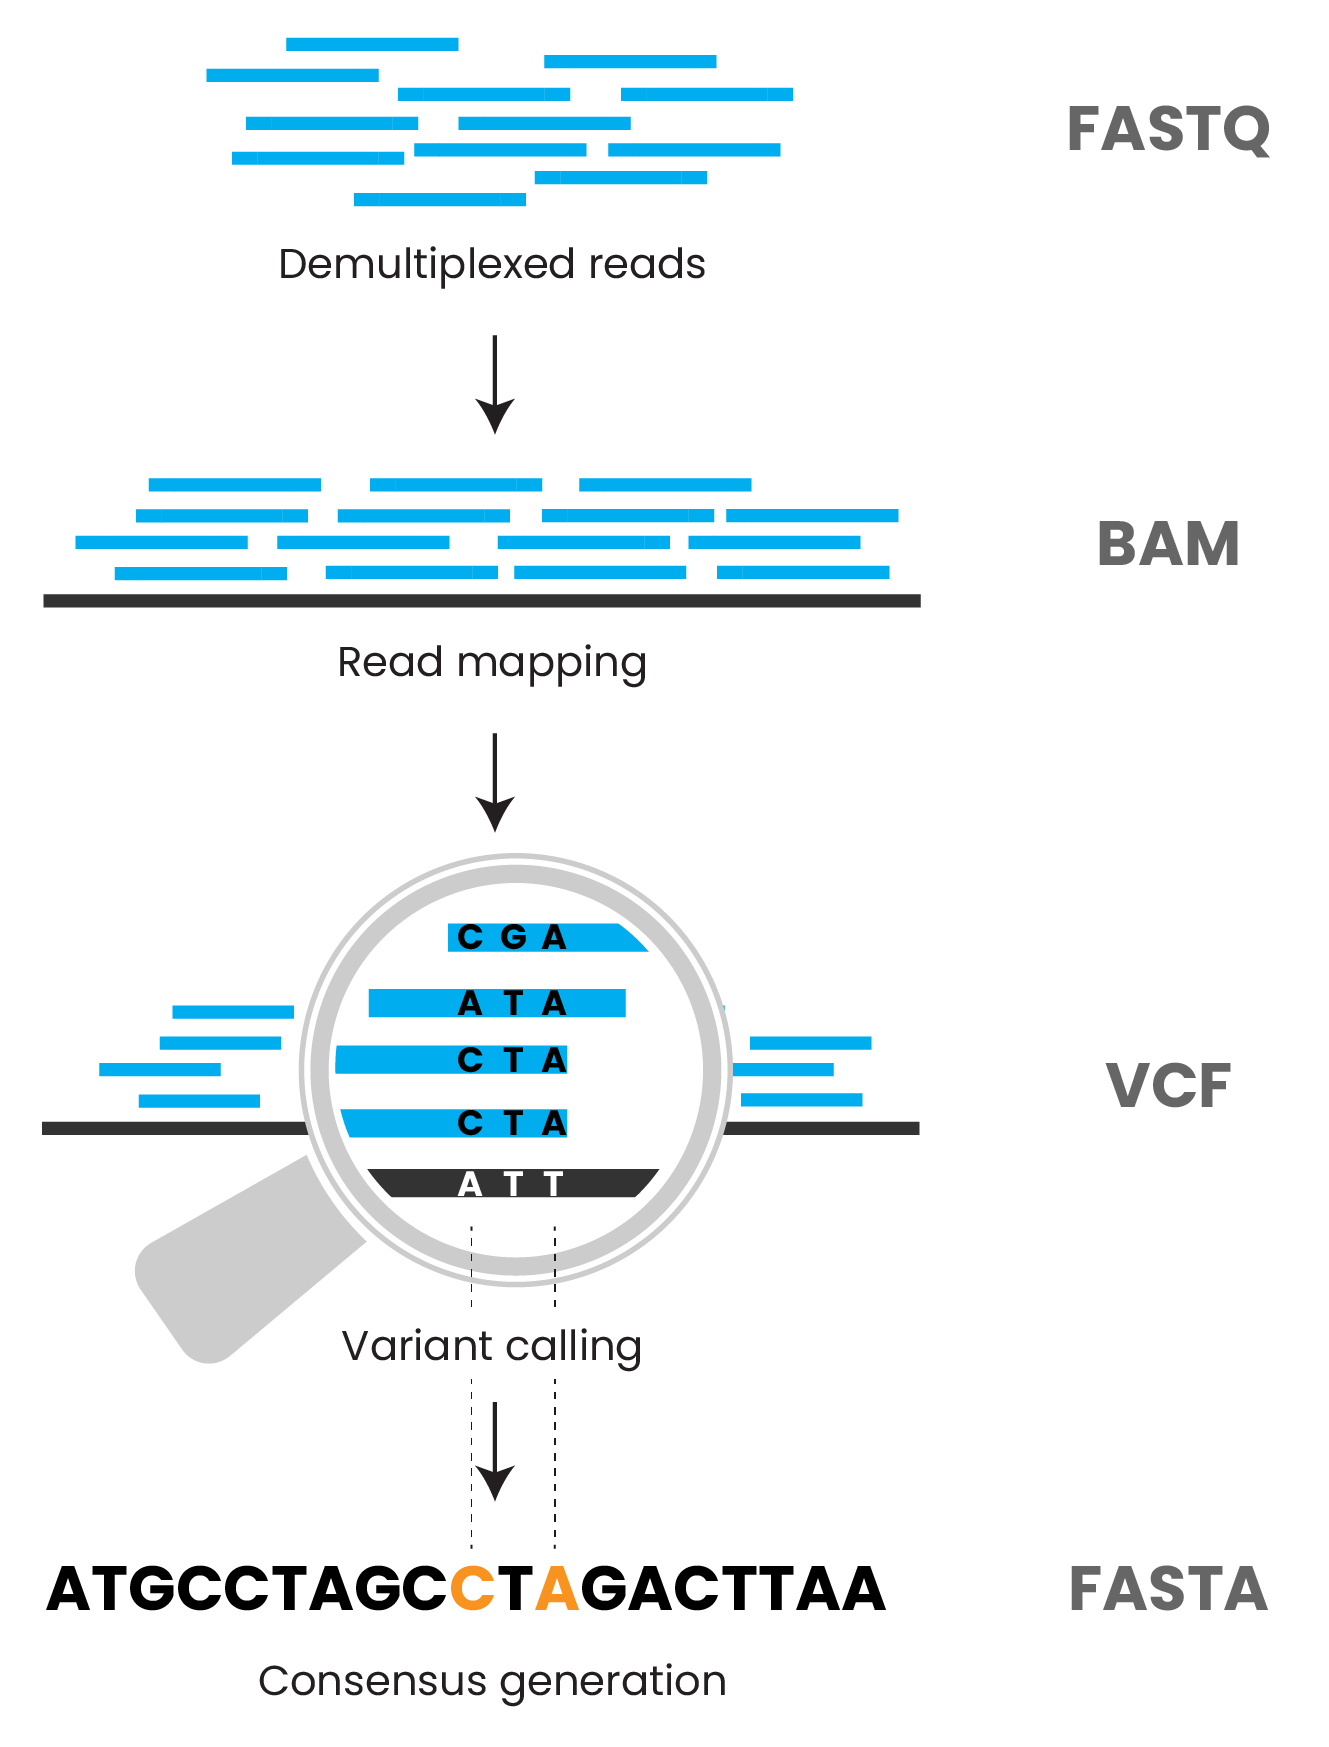 FASTQ
Demultiplexed reads
BAM
Read mapping
C G A
A T A
C T A
C T A
A T T
VCF
Variant calling
ATGCCTAGCCTAGACTTAA
FASTA
Consensus generation